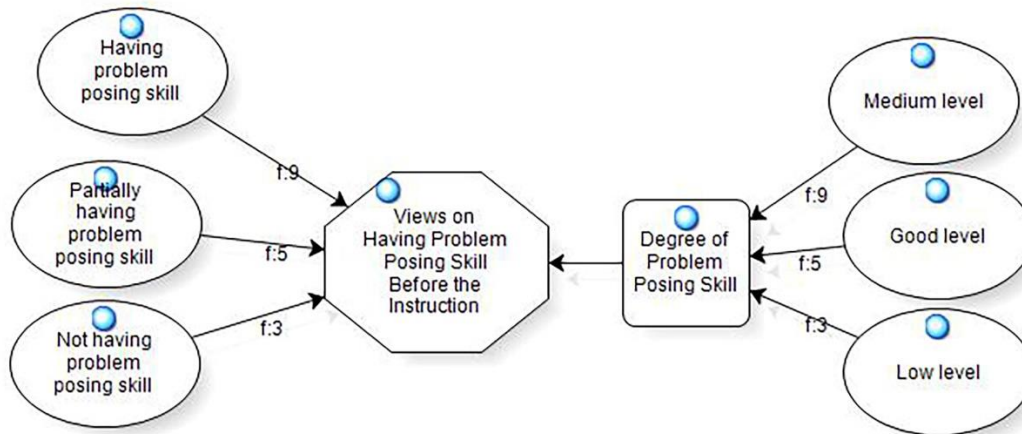 Having
problem
posing skill
f:9
Partially
having
problem
posing skill
f:5
Not having
problem
posing skill
f:3
Views on
Having Problem
Posing Skill
Before the
Instruction
Degree of
Problem
Posing Skill
Medium level
f:9
Good level
f:5
Low level
f:3